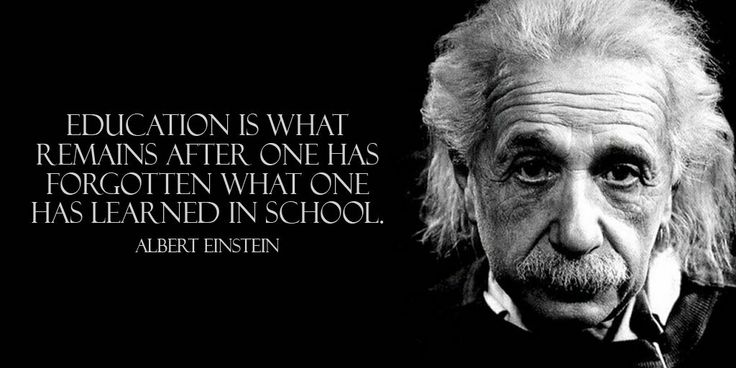 EDUCATION IS WHAT
REMAINS AFTER ONE HAS
FORGOTTEN WHAT ONE
HAS LEARNED IN SCHOOL.
ALBERT EINSTEIN